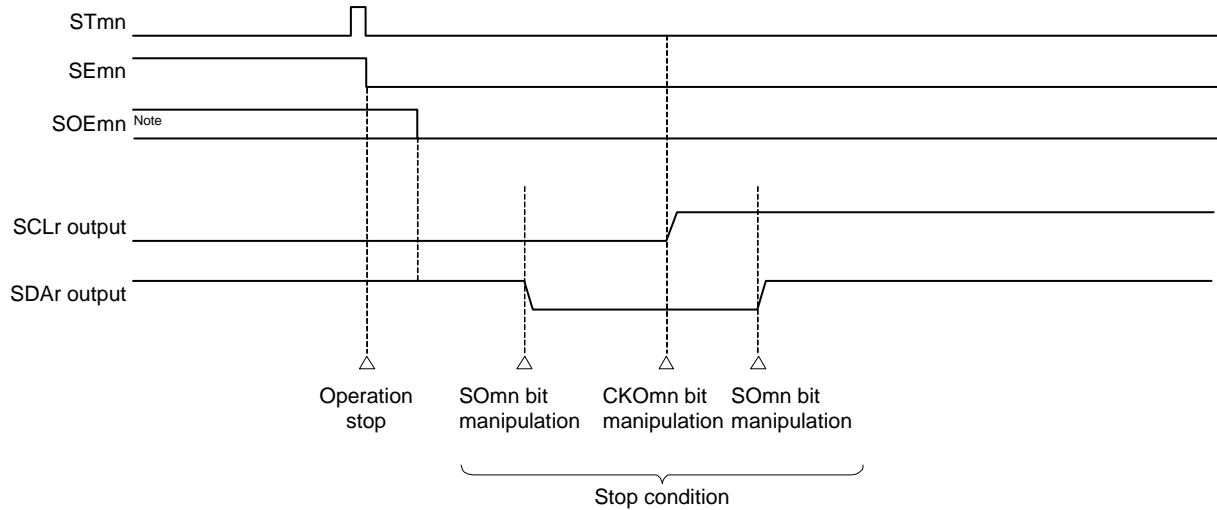 STmn
SEmn
SOEmn Note
SCLr output
SDAr output
Operation
stop
SOmn bit
manipulation
CKOmn bit
manipulation
SOmn bit
manipulation
Stop condition